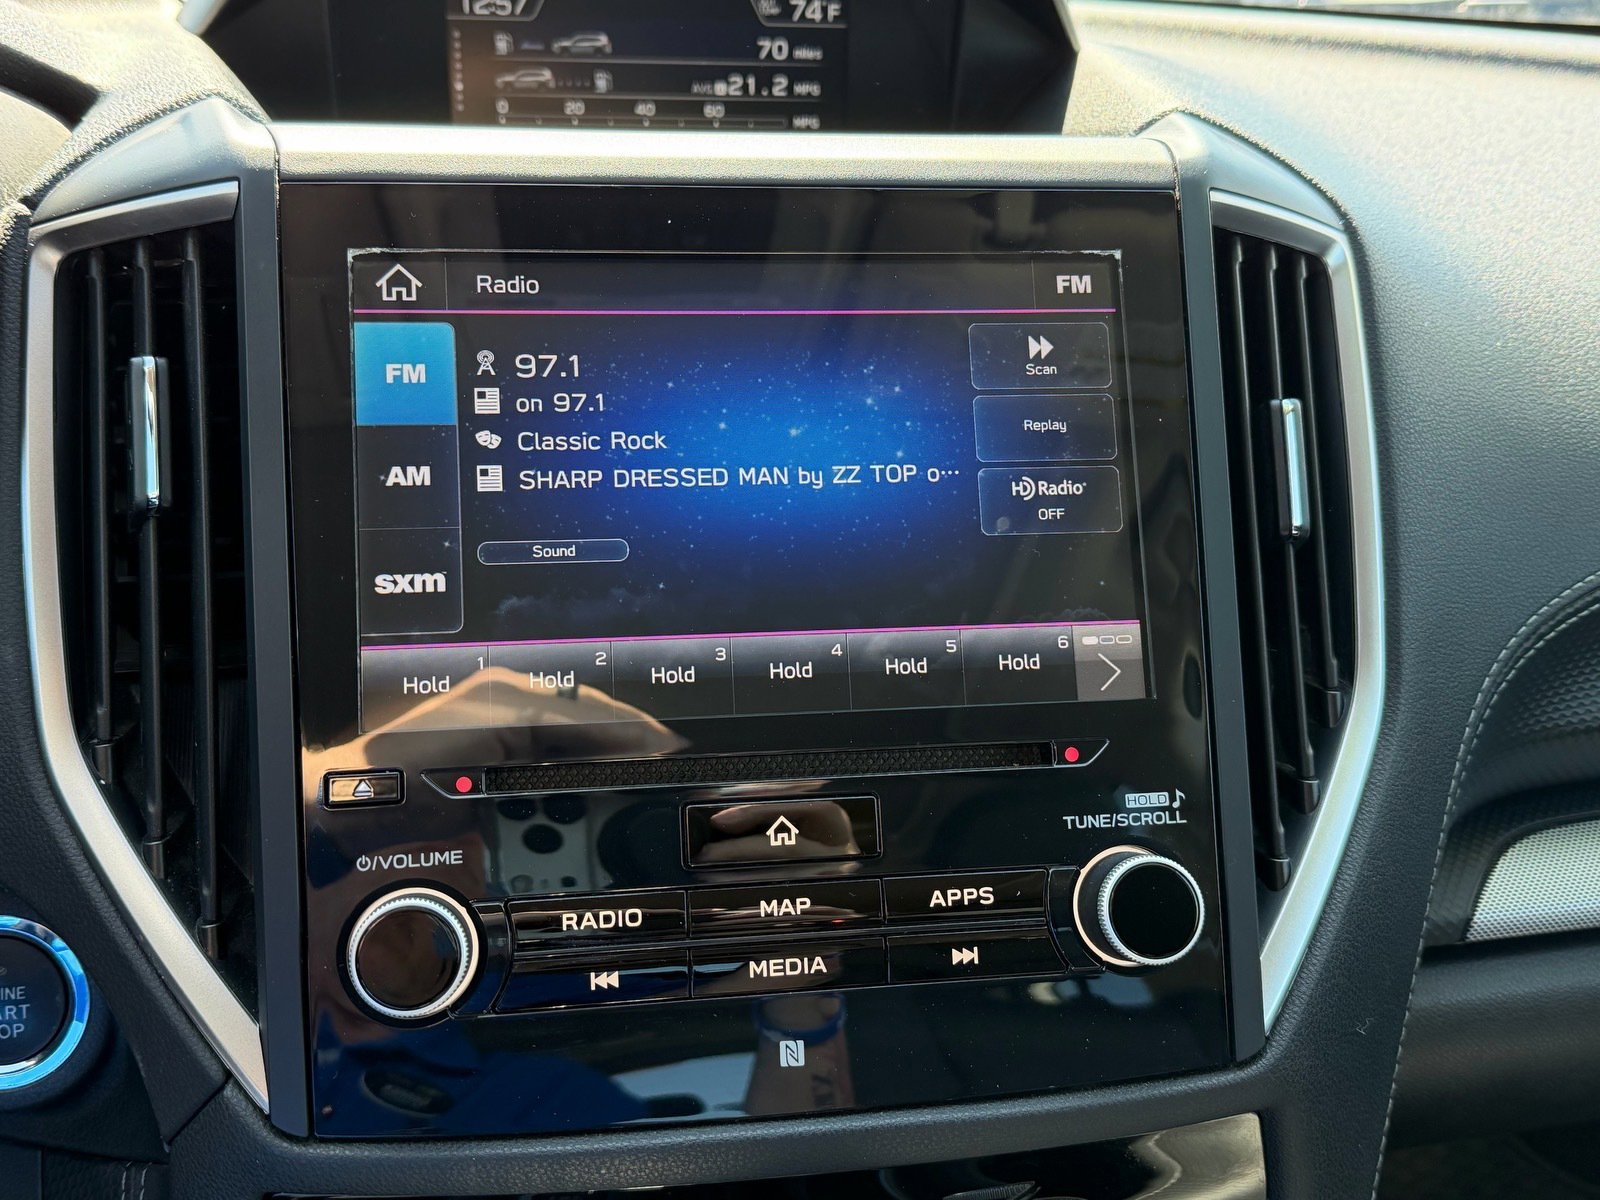 12:57
74°F
70 miles
AVG 21.2 MPG
0 20 40 60
MPG
Radio
FM
FM
97.1
Scan
on 97.1
Replay
AM
Classic Rock
SHARP DRESSED MAN by ZZ TOP o…
HD Radio
OFF
Sound
sxm
1 2 3 4 5 6
Hold Hold Hold Hold Hold Hold
HOLD
TUNE/SCROLL
/VOLUME
RADIO MAP APPS
MEDIA
N